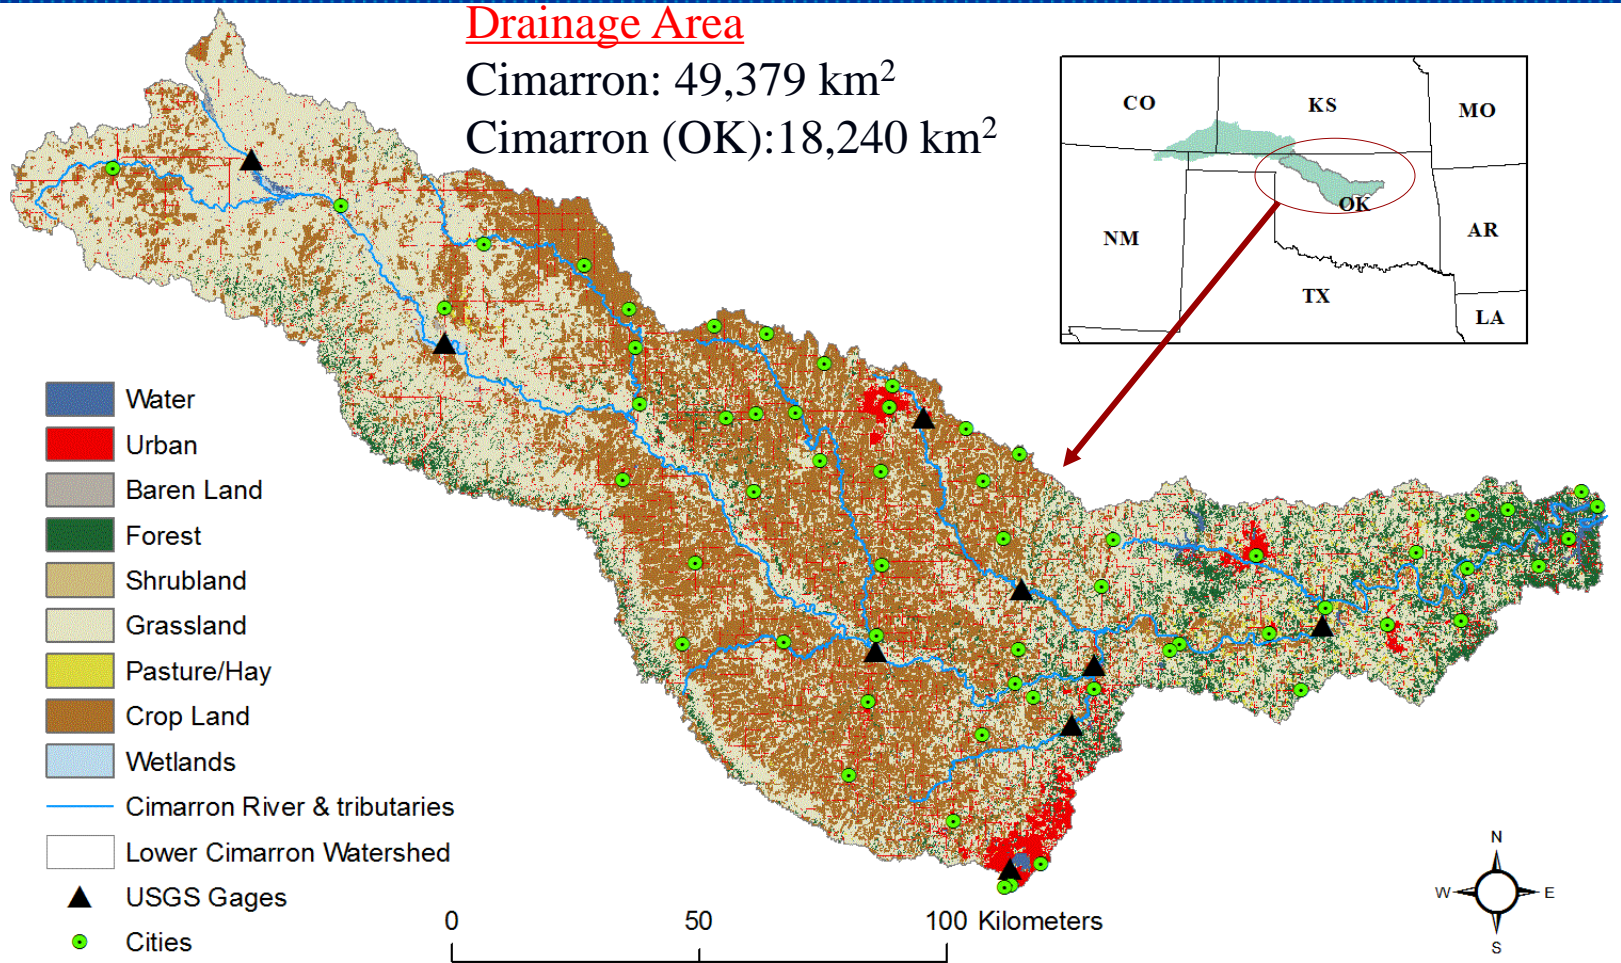 Drainage Area
Cimarron: 49,379 km²
Cimarron (OK):18,240 km²
CO
KS
MO
NM
OK
AR
TX
LA
Water
Urban
Baren Land
Forest
Shrubland
Grassland
Pasture/Hay
Crop Land
Wetlands
Cimarron River & tributaries
Lower Cimarron Watershed
USGS Gages
Cities
0 50 100 Kilometers
N
W E
S